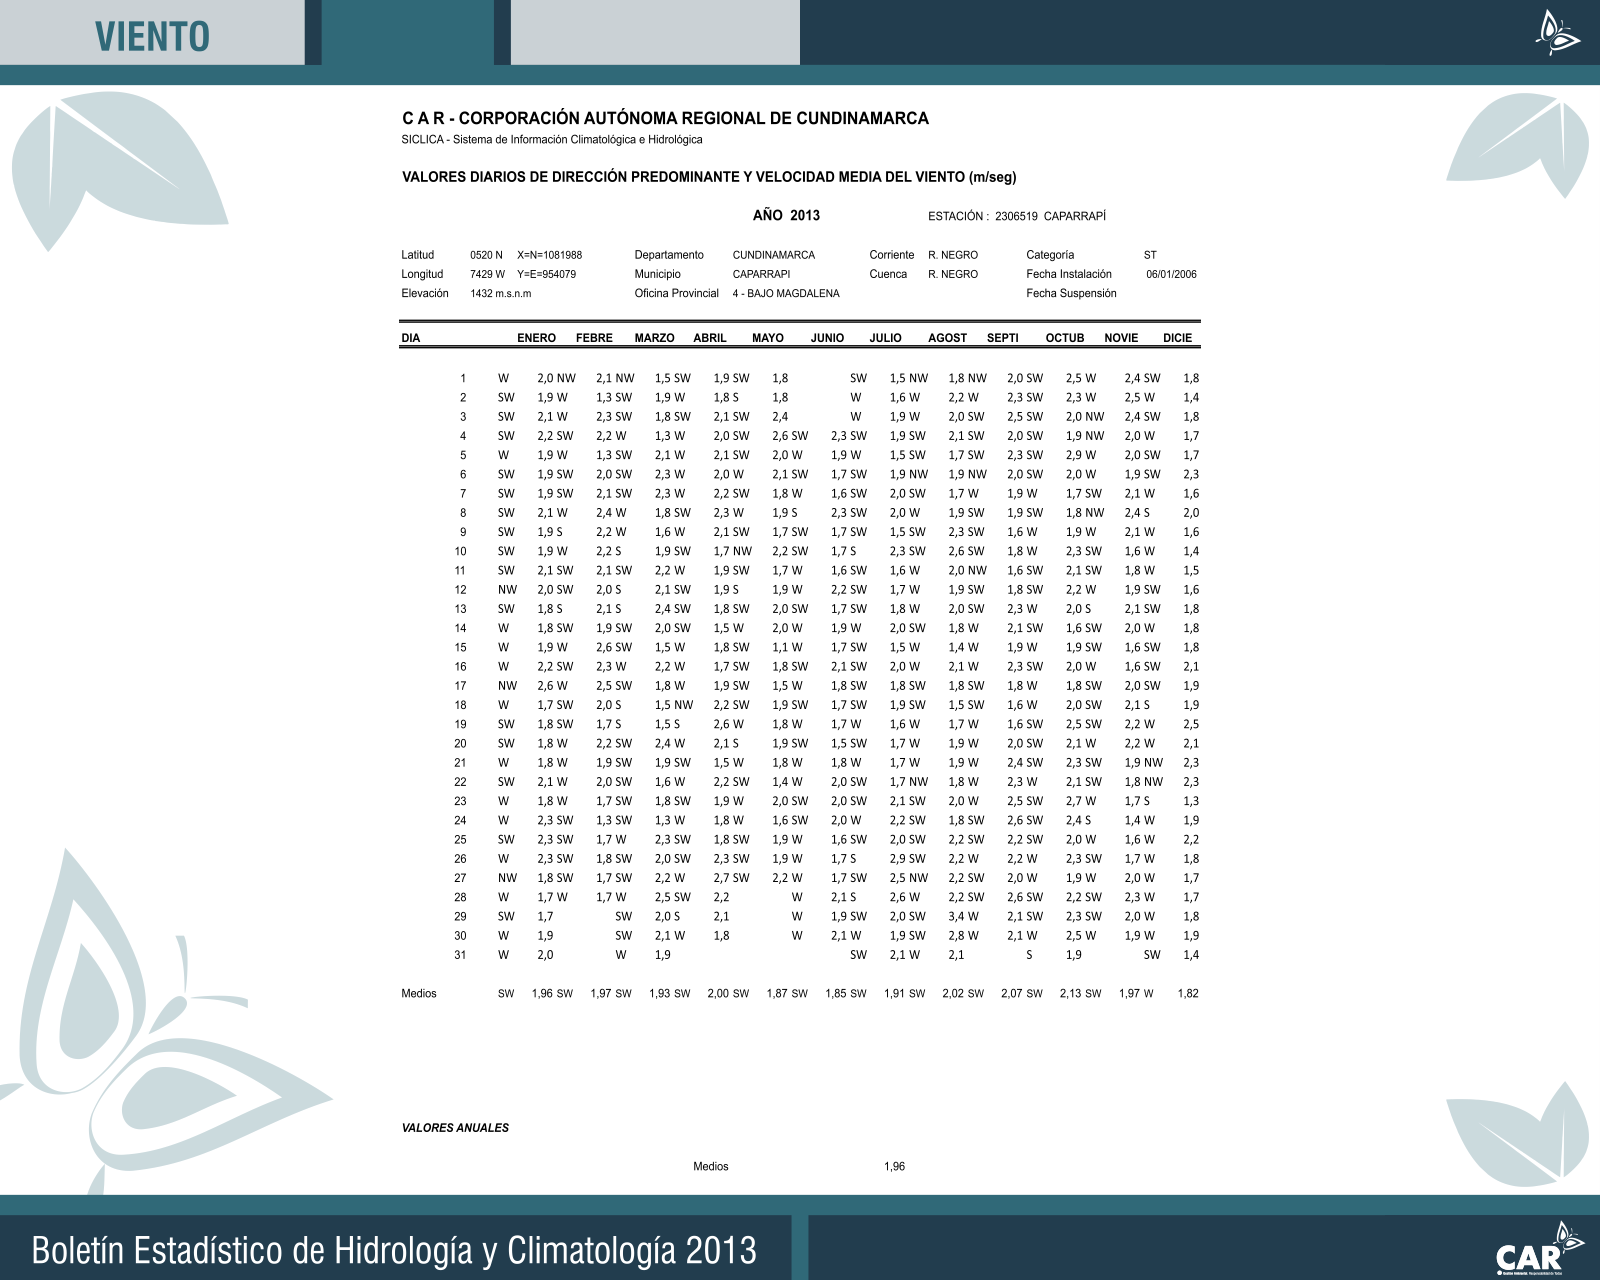 VIENTO
C A R - CORPORACIÓN AUTÓNOMA REGIONAL DE CUNDINAMARCA
SICLICA - Sistema de Información Climatológica e Hidrológica
VALORES DIARIOS DE DIRECCIÓN PREDOMINANTE Y VELOCIDAD MEDIA DEL VIENTO (m/seg)
AÑO 2013 ESTACIÓN : 2306519 CAPARRAPÍ
Latitud 0520 N X=N=1081988 Departamento CUNDINAMARCA Corriente R. NEGRO Categoría ST
Longitud 7429 W Y=E=954079 Municipio CAPARRAPI Cuenca R. NEGRO Fecha Instalación 06/01/2006
Elevación 1432 m.s.n.m Oficina Provincial 4 - BAJO MAGDALENA Fecha Suspensión
DIA ENERO FEBRE MARZO ABRIL MAYO JUNIO JULIO AGOST SEPTI OCTUB NOVIE DICIE
1 W 2,0 NW 2,1 NW 1,5 SW 1,9 SW 1,8 SW 1,5 NW 1,8 NW 2,0 SW 2,5 W 2,4 SW 1,8
2 SW 1,9 W 1,3 SW 1,9 W 1,8 S 1,8 W 1,6 W 2,2 W 2,3 SW 2,3 W 2,5 W 1,4
3 SW 2,1 W 2,3 SW 1,8 SW 2,1 SW 2,4 W 1,9 W 2,0 SW 2,5 SW 2,0 NW 2,4 SW 1,8
4 SW 2,2 SW 2,2 W 1,3 W 2,0 SW 2,6 SW 2,3 SW 1,9 SW 2,1 SW 2,0 SW 1,9 NW 2,0 W 1,7
5 W 1,9 W 1,3 SW 2,1 W 2,1 SW 2,0 W 1,9 W 1,5 SW 1,7 SW 2,3 SW 2,9 W 2,0 SW 1,7
6 SW 1,9 SW 2,0 SW 2,3 W 2,0 W 2,1 SW 1,7 SW 1,9 NW 1,9 NW 2,0 SW 2,0 W 1,9 SW 2,3
7 SW 1,9 SW 2,1 SW 2,3 W 2,2 SW 1,8 W 1,6 SW 2,0 SW 1,7 W 1,9 W 1,7 SW 2,1 W 1,6
8 SW 2,1 W 2,4 W 1,8 SW 2,3 W 1,9 S 2,3 SW 2,0 W 1,9 SW 1,9 SW 1,8 NW 2,4 S 2,0
9 SW 1,9 S 2,2 W 1,6 W 2,1 SW 1,7 SW 1,7 SW 1,5 SW 2,3 SW 1,6 W 1,9 W 2,1 W 1,6
10 SW 1,9 W 2,2 S 1,9 SW 1,7 NW 2,2 SW 1,7 S 2,3 SW 2,6 SW 1,8 W 2,3 SW 1,6 W 1,4
11 SW 2,1 SW 2,1 SW 2,2 W 1,9 SW 1,7 W 1,6 SW 1,6 W 2,0 NW 1,6 SW 2,1 SW 1,8 W 1,5
12 NW 2,0 SW 2,0 S 2,1 SW 1,9 S 1,9 W 2,2 SW 1,7 W 1,9 SW 1,8 SW 2,2 W 1,9 SW 1,6
13 SW 1,8 S 2,1 S 2,4 SW 1,8 SW 2,0 SW 1,7 SW 1,8 W 2,0 SW 2,3 W 2,0 S 2,1 SW 1,8
14 W 1,8 SW 1,9 SW 2,0 SW 1,5 W 2,0 W 1,9 W 2,0 SW 1,8 W 2,1 SW 1,6 SW 2,0 W 1,8
15 W 1,9 W 2,6 SW 1,5 W 1,8 SW 1,1 W 1,7 SW 1,5 W 1,4 W 1,9 W 1,9 SW 1,6 SW 1,8
16 W 2,2 SW 2,3 W 2,2 W 1,7 SW 1,8 SW 2,1 SW 2,0 W 2,1 W 2,3 SW 2,0 W 1,6 SW 2,1
17 NW 2,6 W 2,5 SW 1,8 W 1,9 SW 1,5 W 1,8 SW 1,8 SW 1,8 SW 1,8 W 1,8 SW 2,0 SW 1,9
18 W 1,7 SW 2,0 S 1,5 NW 2,2 SW 1,9 SW 1,7 SW 1,9 SW 1,5 SW 1,6 W 2,0 SW 2,1 S 1,9
19 SW 1,8 SW 1,7 S 1,5 S 2,6 W 1,8 W 1,7 W 1,6 W 1,7 W 1,6 SW 2,5 SW 2,2 W 2,5
20 SW 1,8 W 2,2 SW 2,4 W 2,1 S 1,9 SW 1,5 SW 1,7 W 1,9 W 2,0 SW 2,1 W 2,2 W 2,1
21 W 1,8 W 1,9 SW 1,9 SW 1,5 W 1,8 W 1,8 W 1,7 W 1,9 W 2,4 SW 2,3 SW 1,9 NW 2,3
22 SW 2,1 W 2,0 SW 1,6 W 2,2 SW 1,4 W 2,0 SW 1,7 NW 1,8 W 2,3 W 2,1 SW 1,8 NW 2,3
23 W 1,8 W 1,7 SW 1,8 SW 1,9 W 2,0 SW 2,0 SW 2,1 SW 2,0 W 2,5 SW 2,7 W 1,7 S 1,3
24 W 2,3 SW 1,3 SW 1,3 W 1,8 W 1,6 SW 2,0 W 2,2 SW 1,8 SW 2,6 SW 2,4 S 1,4 W 1,9
25 SW 2,3 SW 1,7 W 2,3 SW 1,8 SW 1,9 W 1,6 SW 2,0 SW 2,2 SW 2,2 SW 2,0 W 1,6 W 2,2
26 W 2,3 SW 1,8 SW 2,0 SW 2,3 SW 1,9 W 1,7 S 2,9 SW 2,2 W 2,2 W 2,3 SW 1,7 W 1,8
27 NW 1,8 SW 1,7 SW 2,2 W 2,7 SW 2,2 W 1,7 SW 2,5 NW 2,2 SW 2,0 W 1,9 W 2,0 W 1,7
28 W 1,7 W 1,7 W 2,5 SW 2,2 W 2,1 S 2,6 W 2,2 SW 2,6 SW 2,2 SW 2,3 W 1,7
29 SW 1,7 SW 2,0 S 2,1 W 1,9 SW 2,0 SW 3,4 W 2,1 SW 2,3 SW 2,0 W 1,8
30 W 1,9 SW 2,1 W 1,8 W 2,1 W 1,9 SW 2,8 W 2,1 W 2,5 W 1,9 W 1,9
31 W 2,0 W 1,9 SW 2,1 W 2,1 S 1,9 SW 1,4
Medios SW 1,96 SW 1,97 SW 1,93 SW 2,00 SW 1,87 SW 1,85 SW 1,91 SW 2,02 SW 2,07 SW 2,13 SW 1,97 W 1,82
VALORES ANUALES
Medios 1,96
Boletín Estadístico de Hidrología y Climatología 2013
CAR